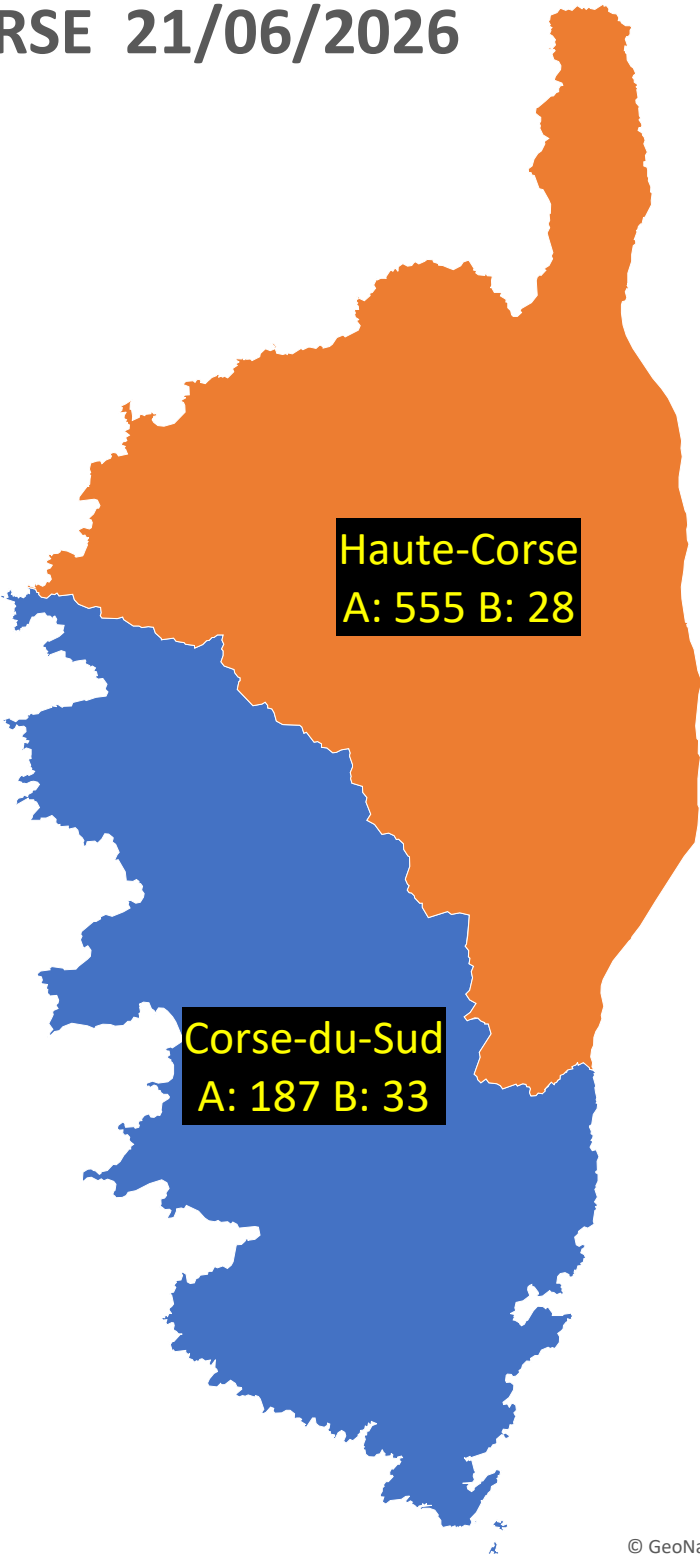 RSE 21/06/2026
Haute-Corse
A: 555 B: 28
Corse-du-Sud
A: 187 B: 33
© GeoNa